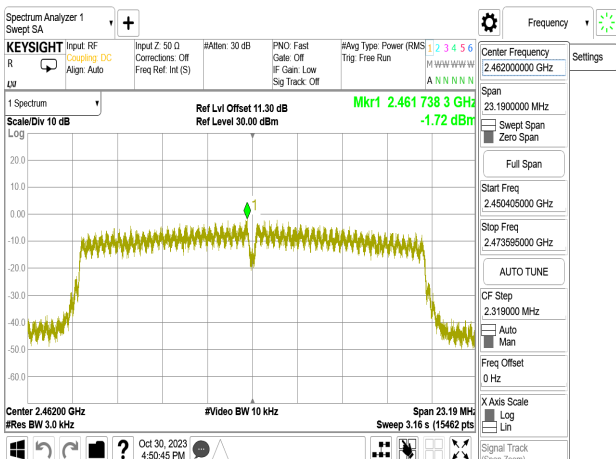 Spectrum Analyzer 1
Swept SA
Frequency
KEYSIGHT
R
LXI
Input: RF
Coupling: DC
Align: Auto
Input Z: 50 Ω
Corrections: Off
Freq Ref: Int (S)
#Atten: 30 dB
PNO: Fast
Gate: Off
IF Gain: Low
Sig Track: Off
#Avg Type: Power (RMS
Trig: Free Run
1 2 3 4 5 6
M W W W W W
A N N N N N
1 Spectrum
Scale/Div 10 dB
Log
Ref Lvl Offset 11.30 dB
Ref Level 30.00 dBm
Mkr1 2.461 738 3 GHz
-1.72 dBm
20.0
10.0
0.00
-10.0
-20.0
-30.0
-40.0
-50.0
-60.0
1
Center 2.46200 GHz
#Res BW 3.0 kHz
#Video BW 10 kHz
Span 23.19 MHz
Sweep 3.16 s (15462 pts
Oct 30, 2023
4:50:45 PM
Center Frequency
2.462000000 GHz
Settings
Span
23.1900000 MHz
Swept Span
Zero Span
Full Span
Start Freq
2.450405000 GHz
Stop Freq
2.473595000 GHz
AUTO TUNE
CF Step
2.319000 MHz
Auto
Man
Freq Offset
0 Hz
X Axis Scale
Log
Lin
Signal Track
(Span Zoom)